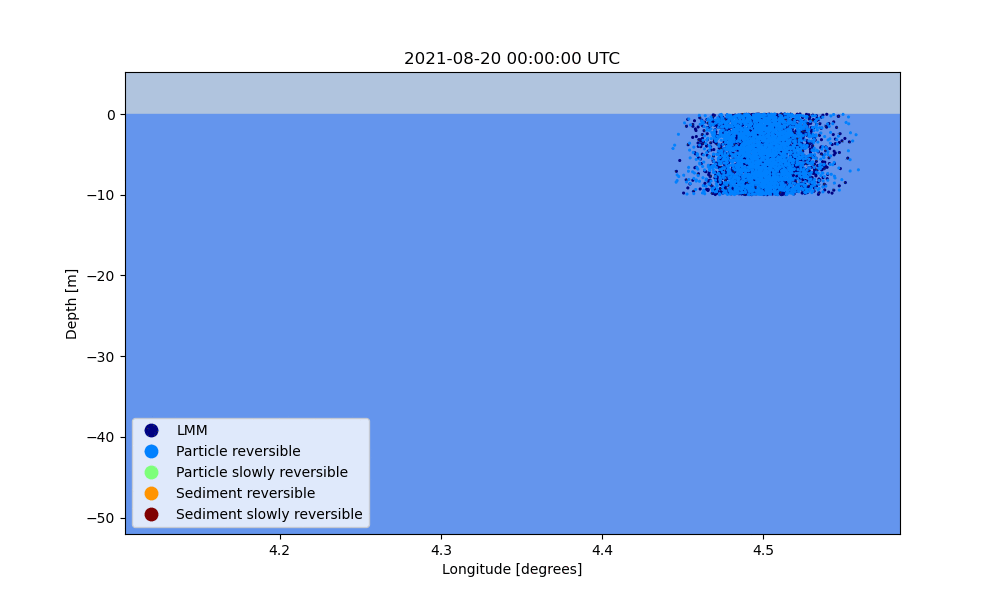 2021-08-20 00:00:00 UTC
0
−10
−20
−30
−40
−50
Depth [m]
LMM
Particle reversible
Particle slowly reversible
Sediment reversible
Sediment slowly reversible
4.2 4.3 4.4 4.5
Longitude [degrees]